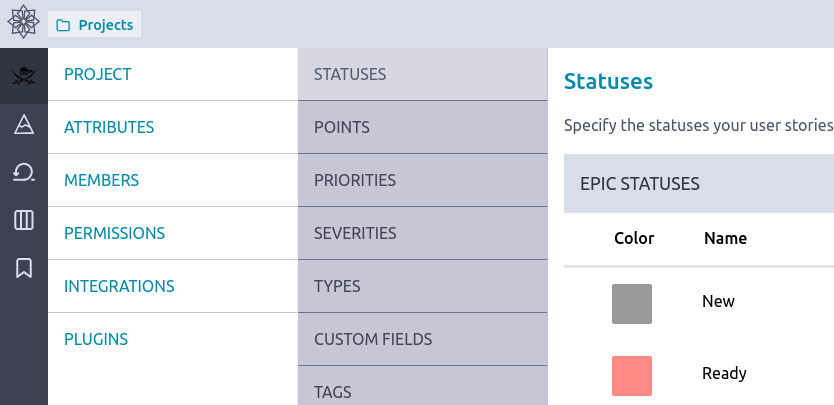 Projects
PROJECT
ATTRIBUTES
MEMBERS
PERMISSIONS
INTEGRATIONS
PLUGINS
STATUSES
POINTS
PRIORITIES
SEVERITIES
TYPES
CUSTOM FIELDS
TAGS
Statuses
Specify the statuses your user stories
EPIC STATUSES
Color Name
New
Ready